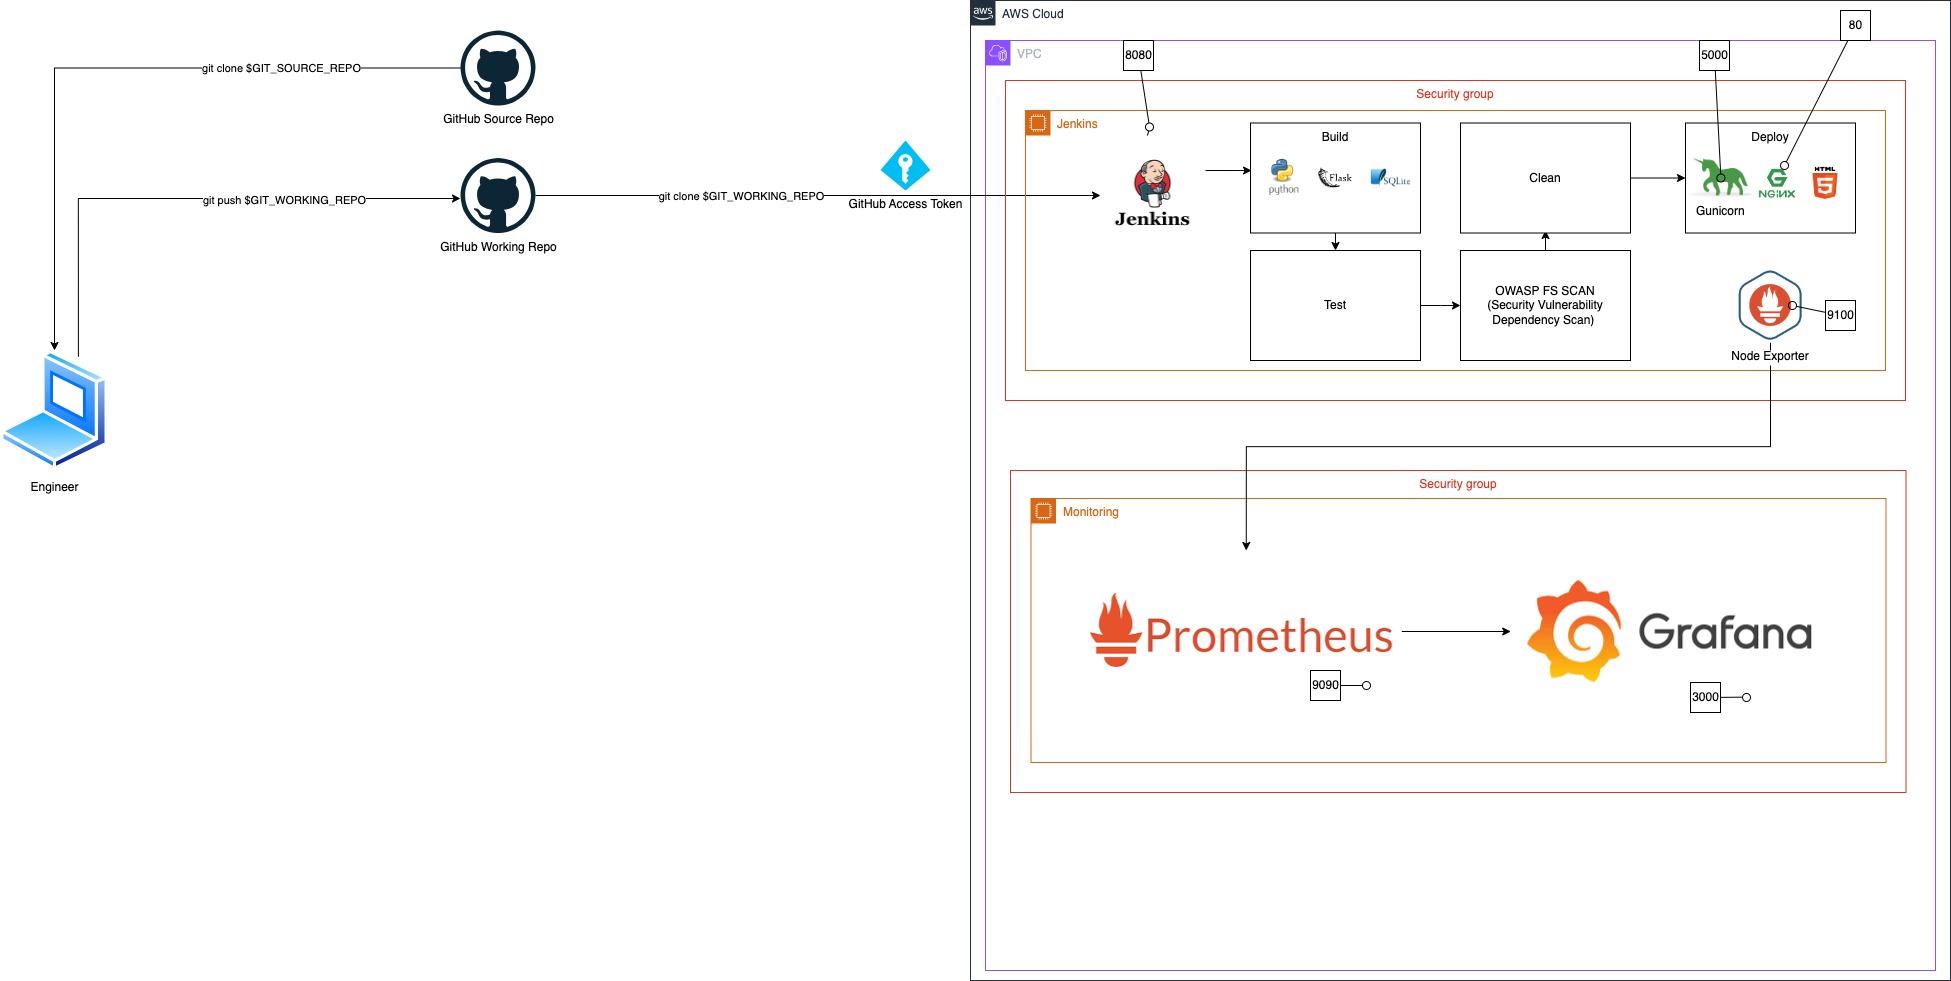 aws
AWS Cloud
80
VPC
8080
5000
git clone $GIT_SOURCE_REPO
GitHub Source Repo
Security group
Jenkins
Build
python
Flask
SQLite
Clean
Deploy
NGINX
HTML
5
Gunicorn
git push $GIT_WORKING_REPO
GitHub Working Repo
git clone $GIT_WORKING_REPO
GitHub Access Token
Jenkins
Test
OWASP FS SCAN
(Security Vulnerability
Dependency Scan)
9100
Node Exporter
Engineer
Security group
Monitoring
Prometheus
Grafana
9090
3000